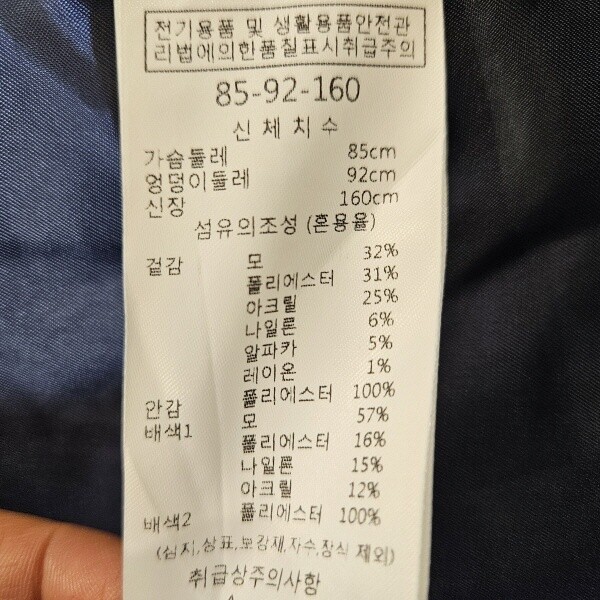 전기용품 및 생활용품안전관
리법에의한품질표시취급주의
85-92-160
신체치수
가슴둘레 85cm
엉덩이둘레 92cm
신장 160cm
섬유의조성 (혼용율)
겉감 모 32%
폴리에스터 31%
아크릴 25%
나일론 6%
알파카 5%
레이온 1%
안감 폴리에스터 100%
배색1 모 57%
폴리에스터 16%
나일론 15%
아크릴 12%
배색2 폴리에스터 100%
(심지,상표,보강재,자수,장식 제외)
취급상주의사항